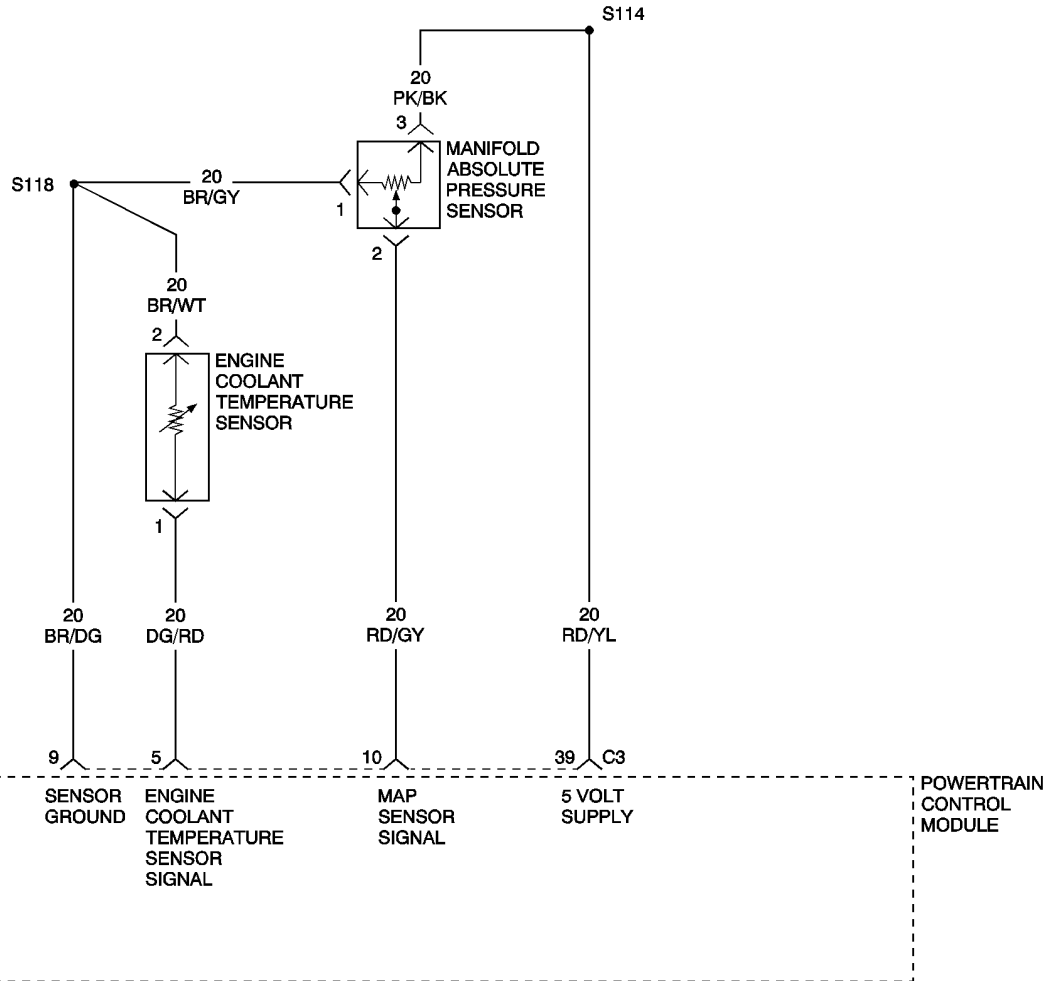 S114
20
PK/BK
3
MANIFOLD
ABSOLUTE
PRESSURE
SENSOR
S118
20
BR/GY
1
2
20
BR/WT
2
ENGINE
COOLANT
TEMPERATURE
SENSOR
1
20
BR/DG
20
DG/RD
20
RD/GY
20
RD/YL
9
5
10
39
C3
SENSOR
GROUND
ENGINE
COOLANT
TEMPERATURE
SENSOR
SIGNAL
MAP
SENSOR
SIGNAL
5 VOLT
SUPPLY
POWERTRAIN
CONTROL
MODULE